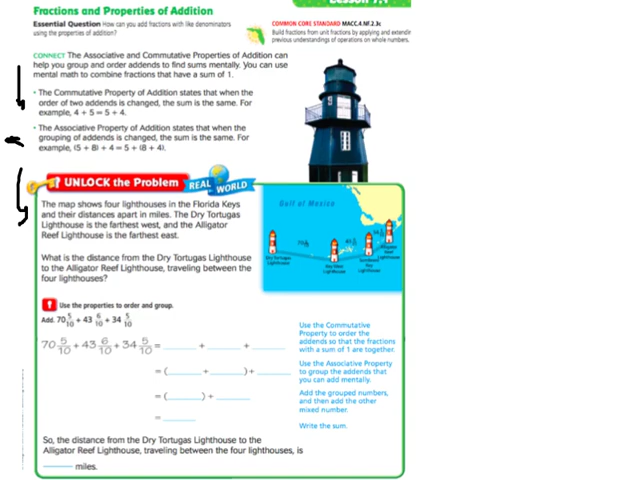 Fractions and Properties of Addition
Essential Question How can you add fractions with like denominators
using the properties of addition?
COMMON CORE STANDARD MACC.4.NF.2.3c
Build fractions from unit fractions by applying and
previous understandings of operations on whole numbers.
CONNECT The Associative and Commutative Properties of Addition can
help you group and order addends to find sums mentally. You can use
mental math to combine fractions that have a sum of 1.
• The Commutative Property of Addition states that when the
order of two addends is changed, the sum is the same. For
example, 4 + 5 = 5 + 4.
• The Associative Property of Addition states that when the
grouping of addends is changed, the sum is the same. For
example, (5 + 8) + 4 = 5 + (8 + 4).
UNLOCK the Problem REAL WORLD
The map shows four lighthouses in the Florida Keys
and their distances apart in miles. The Dry Tortugas
Lighthouse is the farthest west, and the Alligator
Reef Lighthouse is the farthest east.
What is the distance from the Dry Tortugas Lighthouse
to the Alligator Reef Lighthouse, traveling between the
four lighthouses?
Gulf of Mexico
Dry Tortugas
Lighthouse
Key West
Lighthouse
Lighthouse
Lighthouse
Use the properties to order and group.
Add. 70 5/10 + 43 6/10 + 34 5/10
70 5/10 + 43 6/10 + 34 5/10 = ____ + ____ + ____
= ( ____ + ____ ) + ____
= ( ____ ) + ____
= ____
Use the Commutative
Property to order the
addends so that the fractions
with a sum of 1 are together.
Use the Associative Property
to group the addends that
you can add mentally.
Add the grouped numbers,
and then add the other
mixed number.
Write the sum.
So, the distance from the Dry Tortugas Lighthouse to the
Alligator Reef Lighthouse, traveling between the four lighthouses, is
____ miles.